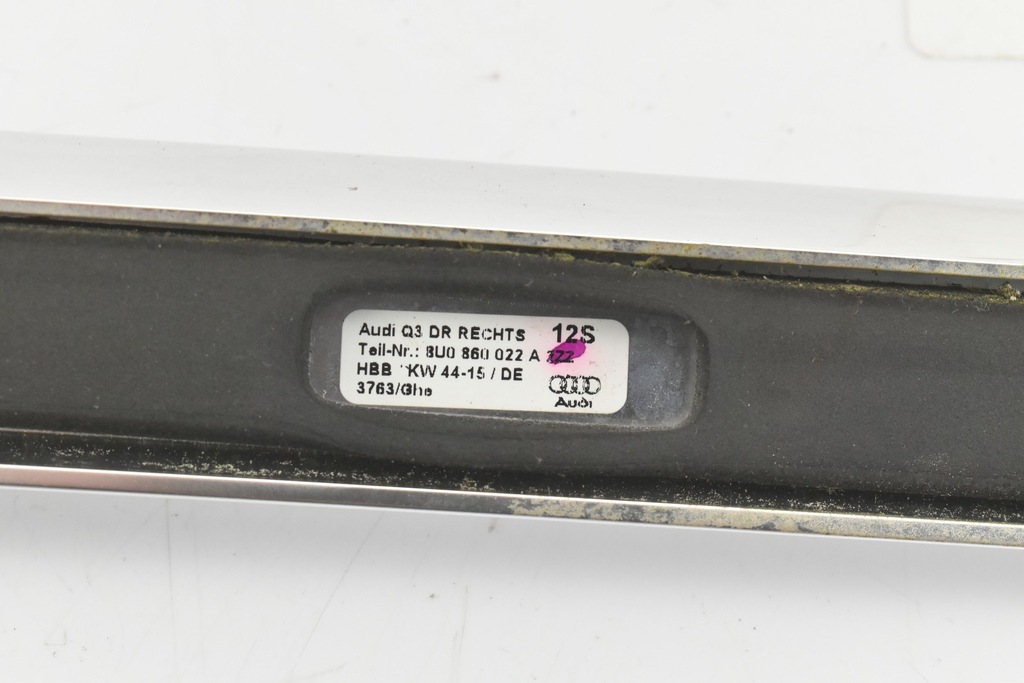 Audi Q3 DR RECHTS 12S
Teil-Nr.: 8U0 860 022 A
HBB KW 44-15 / DE
3763/Ghe
Audi